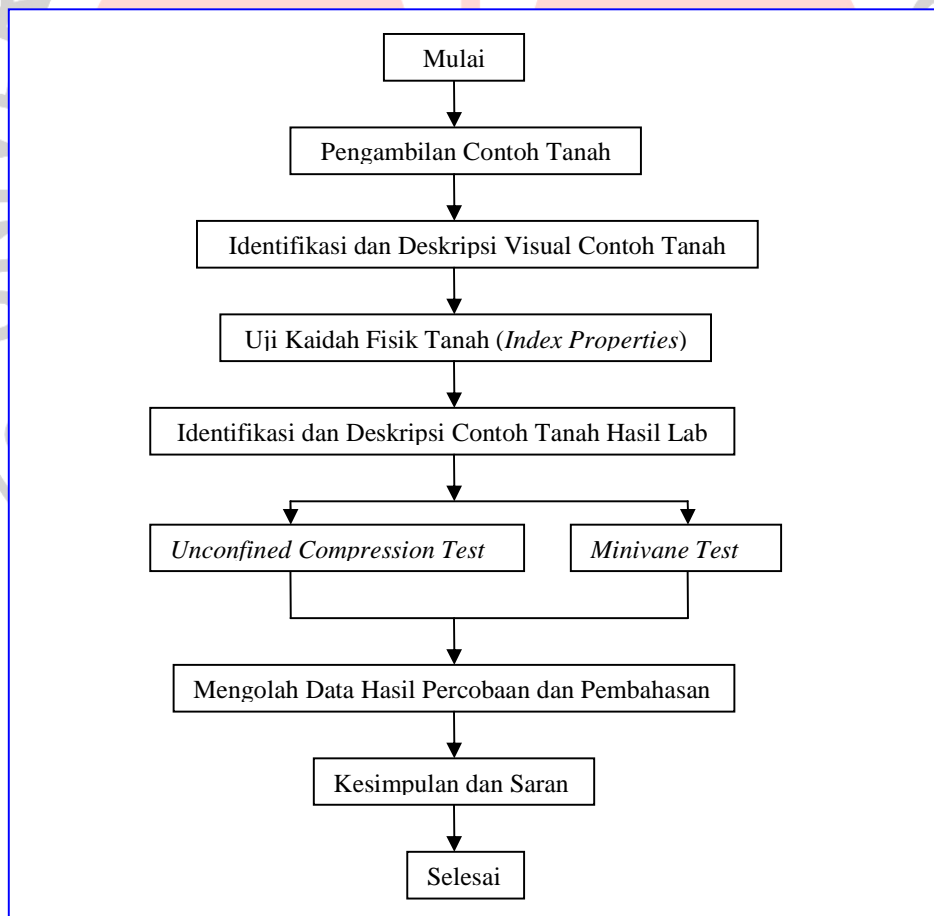 Mulai
Pengambilan Contoh Tanah
Identifikasi dan Deskripsi Visual Contoh Tanah
Uji Kaidah Fisik Tanah (Index Properties)
Identifikasi dan Deskripsi Contoh Tanah Hasil Lab
Unconfined Compression Test
Minivane Test
Mengolah Data Hasil Percobaan dan Pembahasan
Kesimpulan dan Saran
Selesai